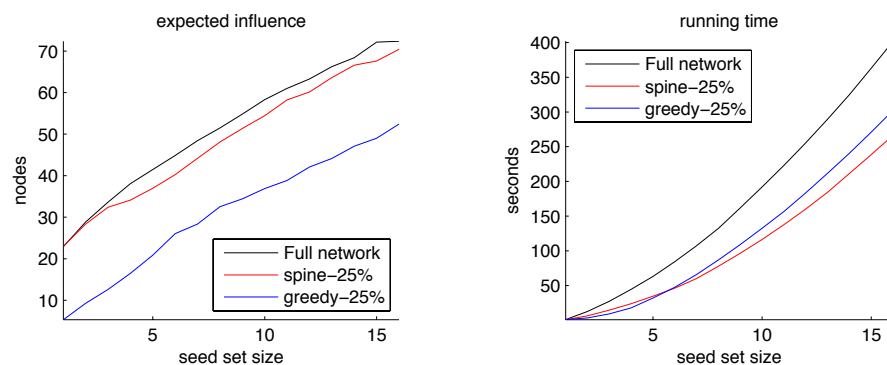 expected influence
70
60
50
40
30
20
10
nodes
5
10
15
seed set size
Full network
spine−25%
greedy−25%
running time
400
350
300
250
200
150
100
50
seconds
5
10
15
seed set size
Full network
spine−25%
greedy−25%